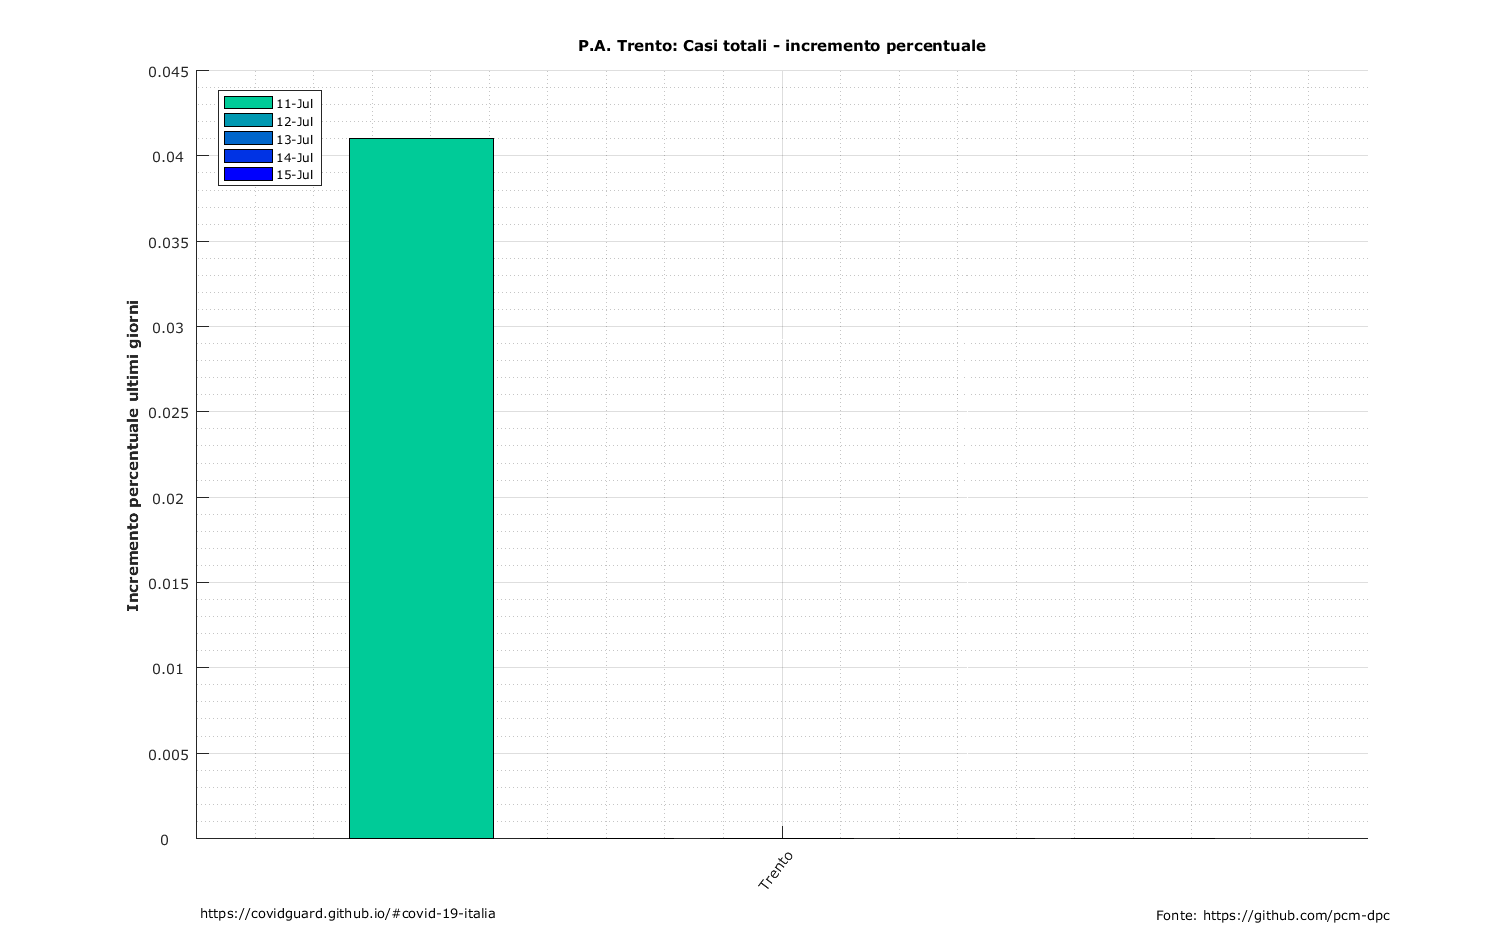 P.A. Trento: Casi totali - incremento percentuale
0.045
11-Jul
12-Jul
13-Jul
14-Jul
15-Jul
0.04
0.035
0.03
0.025
0.02
0.015
0.01
0.005
0
Incremento percentuale ultimi giorni
Trento
https://covidguard.github.io/#covid-19-italia
Fonte: https://github.com/pcm-dpc